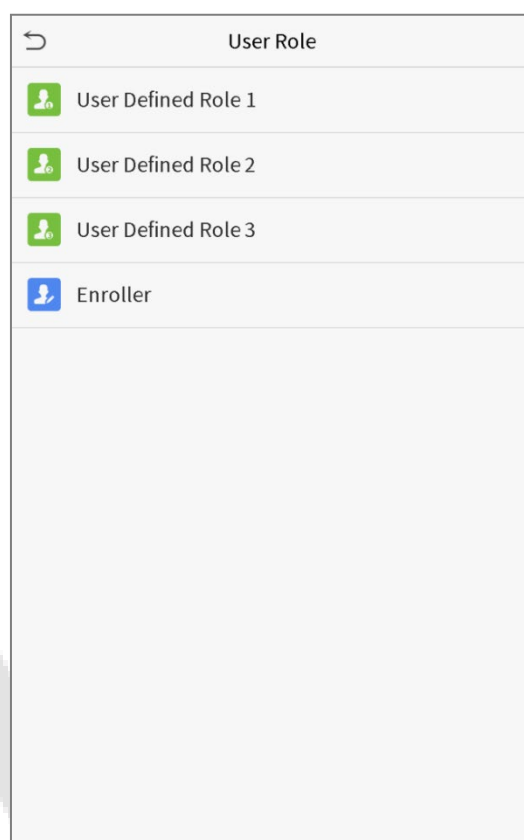 User Role
User Defined Role 1
User Defined Role 2
User Defined Role 3
Enroller